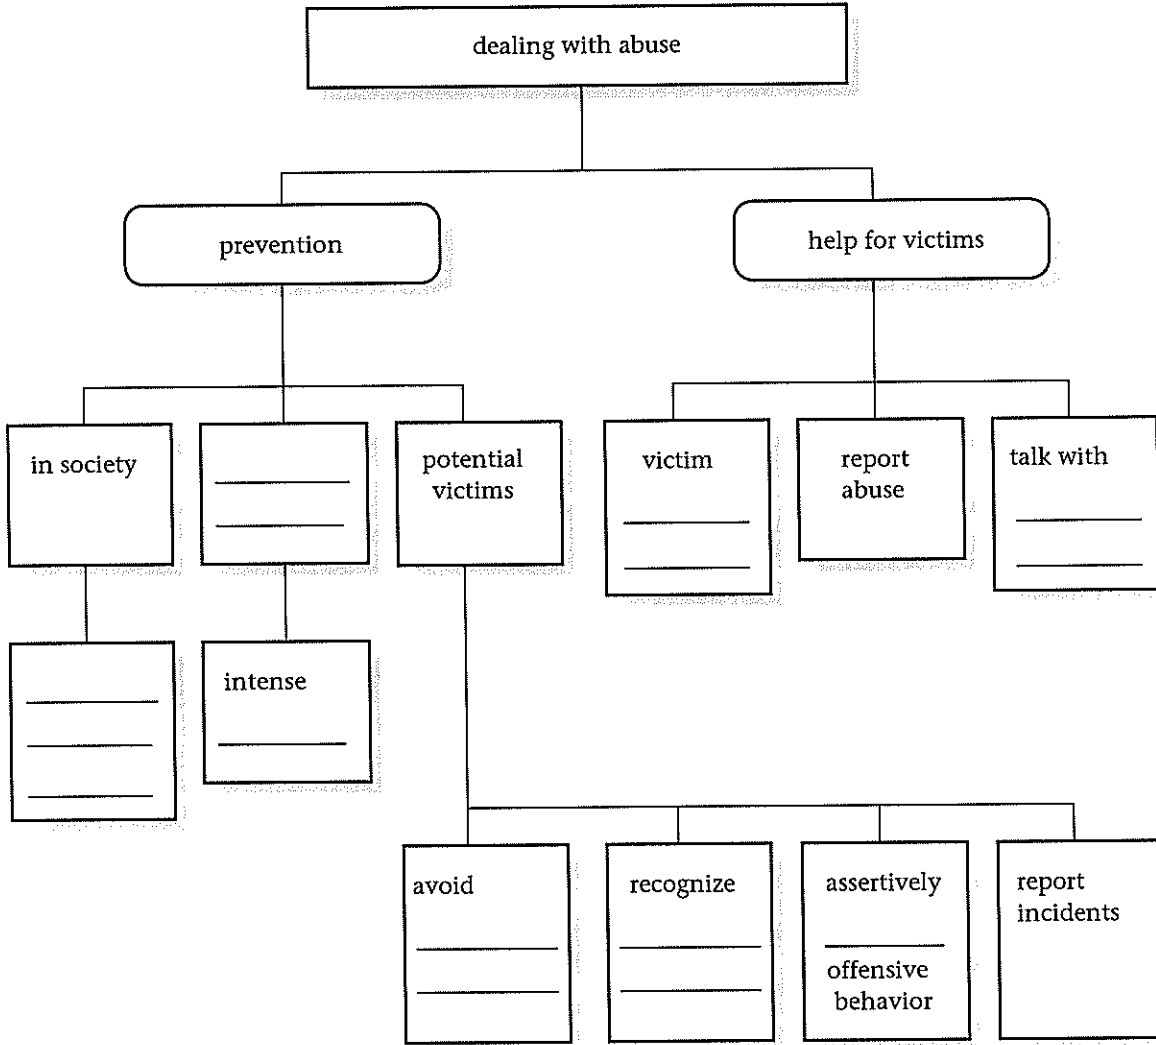 dealing with abuse
prevention
help for victims
in society
potential
victims
victim
report
abuse
talk with
intense
avoid
recognize
assertively
offensive
behavior
report
incidents